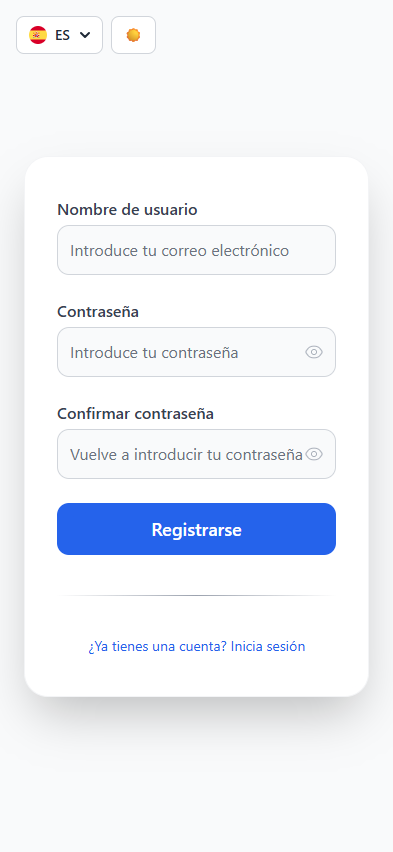 ES
Nombre de usuario
Introduce tu correo electrónico
Contraseña
Introduce tu contraseña
Confirmar contraseña
Vuelve a introducir tu contraseña
Registrarse
¿Ya tienes una cuenta? Inicia sesión